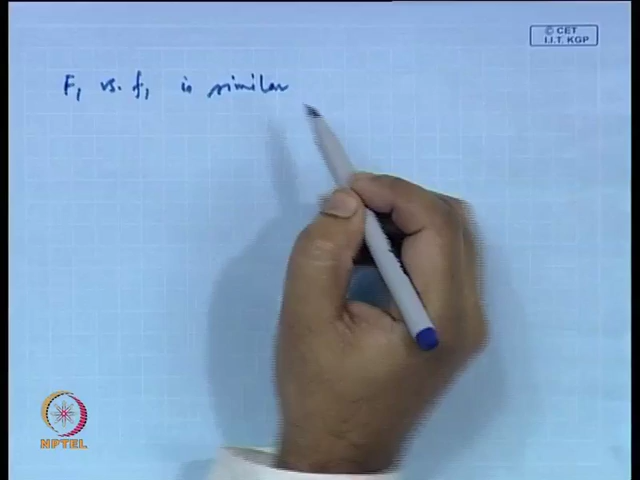 © CET
I.I.T. KGP
F₁ vs. f₁, is similar
NPTEL